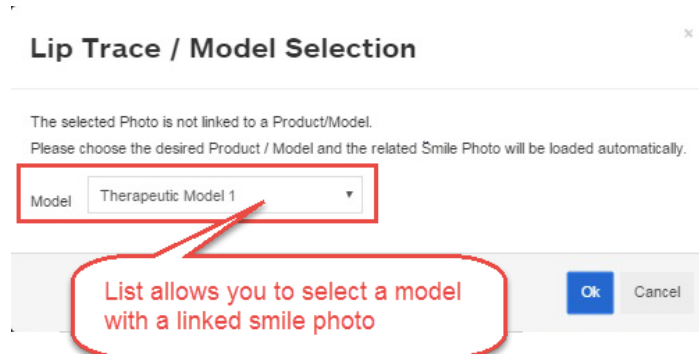 Lip Trace / Model Selection
x
The selected Photo is not linked to a Product/Model.
Please choose the desired Product / Model and the related Smile Photo will be loaded automatically.
Model Therapeutic Model 1
List allows you to select a model
with a linked smile photo
Ok Cancel